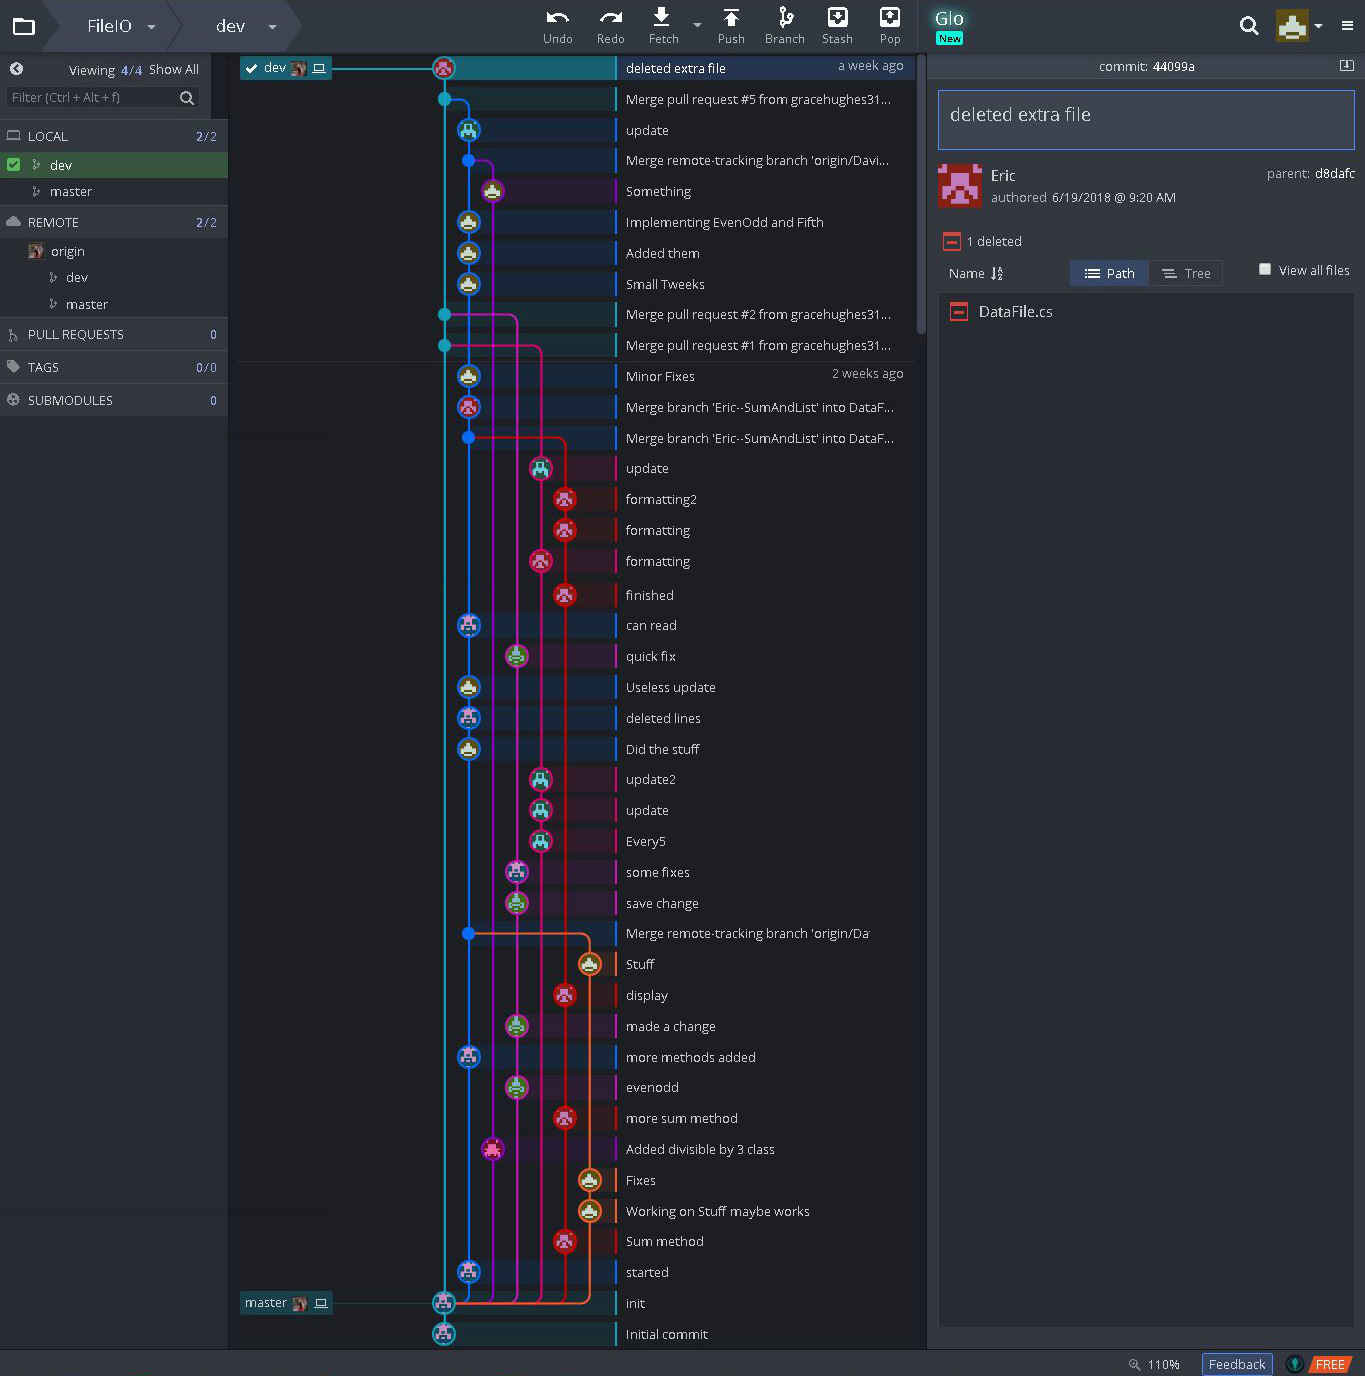 FileIO
dev
Undo
Redo
Fetch
Push
Branch
Stash
Pop
Glo
New
Viewing 4/4 Show All
Filter (Ctrl + Alt + f)
LOCAL 2/2
dev
master
REMOTE 2/2
origin
dev
master
PULL REQUESTS 0
TAGS 0/0
SUBMODULES 0
dev
deleted extra file a week ago
Merge pull request #5 from gracehughes31...
update
Merge remote-tracking branch 'origin/Davi...
Something
Implementing EvenOdd and Fifth
Added them
Small Tweeks
Merge pull request #2 from gracehughes31...
Merge pull request #1 from gracehughes31...
Minor Fixes 2 weeks ago
Merge branch 'Eric--SumAndList' into DataF...
Merge branch 'Eric--SumAndList' into DataF...
update
formatting2
formatting
formatting
finished
can read
quick fix
Useless update
deleted lines
Did the stuff
update2
update
Every5
some fixes
save change
Merge remote-tracking branch 'origin/Da
Stuff
display
made a change
more methods added
evenodd
more sum method
Added divisible by 3 class
Fixes
Working on Stuff maybe works
Sum method
started
master
init
Initial commit
commit: 44099a
deleted extra file
Eric
parent: d8dafc
authored 6/19/2018 @ 9:20 AM
1 deleted
Name
Path
Tree
View all files
DataFile.cs
110%
Feedback
FREE